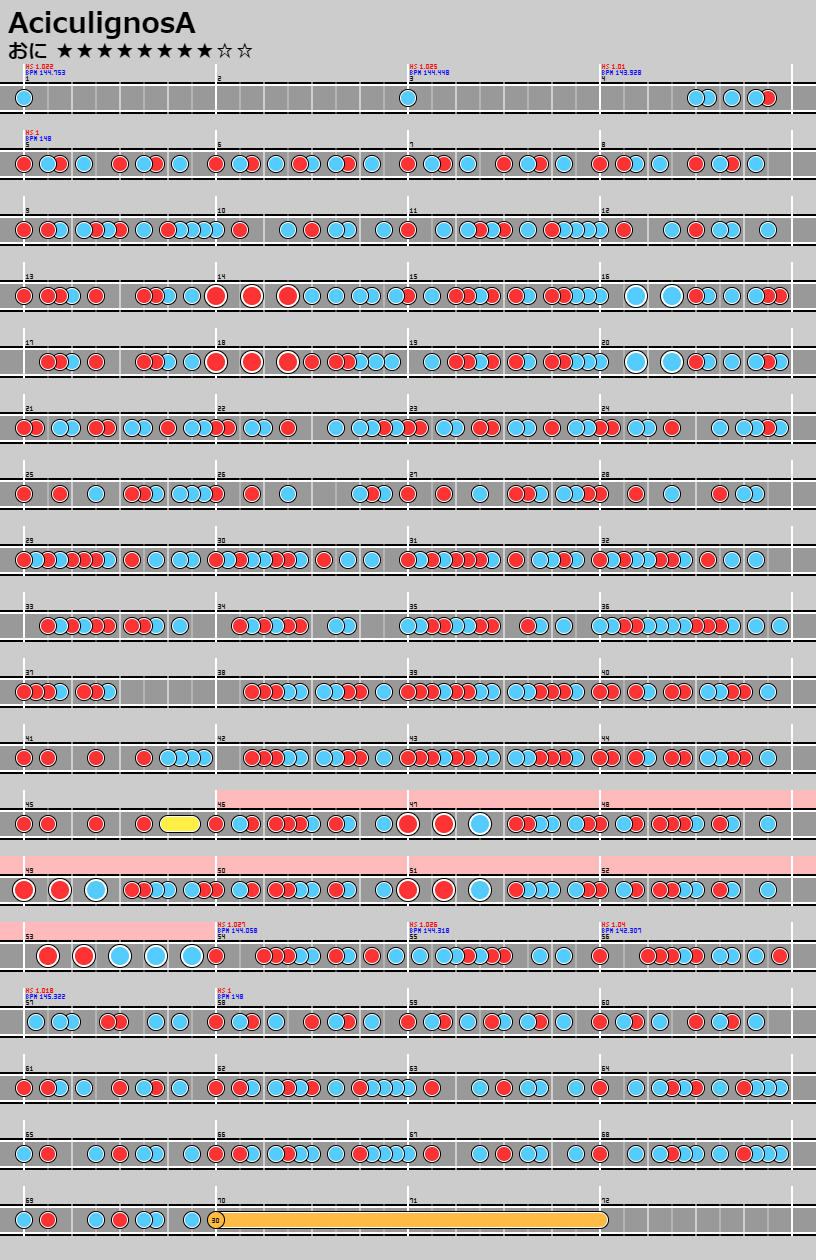 AciculignosA
おに ★★★★★★★★☆☆
HS 1.022 HS 1.025 HS 1.01
BPM 144.753 BPM 144.448 BPM 143.928
1 2 3 4
HS 1
BPM 148
5 6 7 8
9 10 11 12
13 14 15 16
17 18 19 20
21 22 23 24
25 26 27 28
29 30 31 32
33 34 35 36
37 38 39 40
41 42 43 44
45 46 47 48
49 50 51 52
HS 1.027 HS 1.026 HS 1.04
BPM 144.058 BPM 144.318 BPM 142.307
53 54 55 56
HS 1.018 HS 1
BPM 145.322 BPM 148
57 58 59 60
61 62 63 64
65 66 67 68
69 70 71 72
30